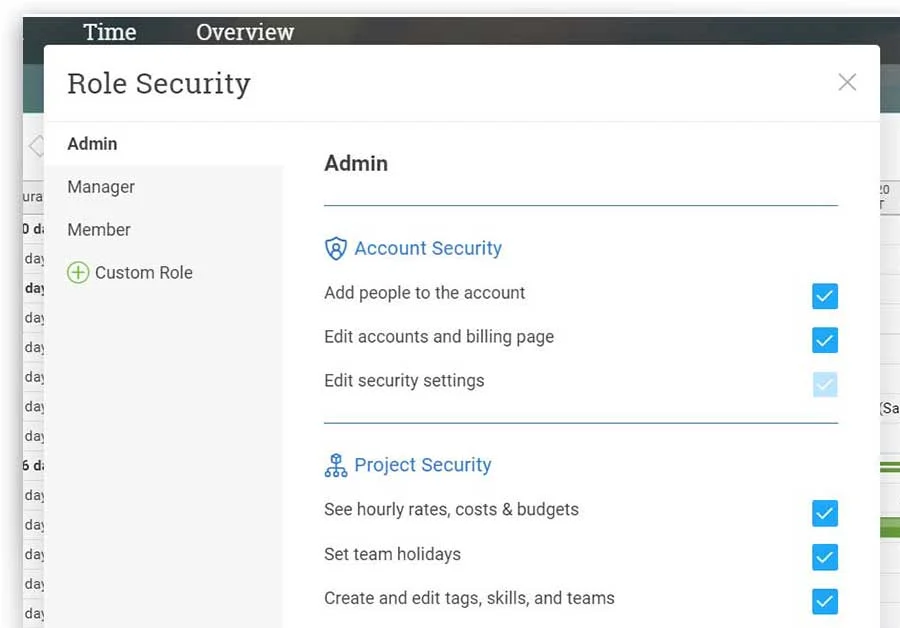 Time Overview
Role Security
Admin
Manager
Member
Custom Role
Admin
Account Security
Add people to the account
Edit accounts and billing page
Edit security settings
Project Security
See hourly rates, costs & budgets
Set team holidays
Create and edit tags, skills, and teams
20
T
(Sa
ura
0 da
day
day
day
day
day
day
day
6 da
day
day
day
day
day